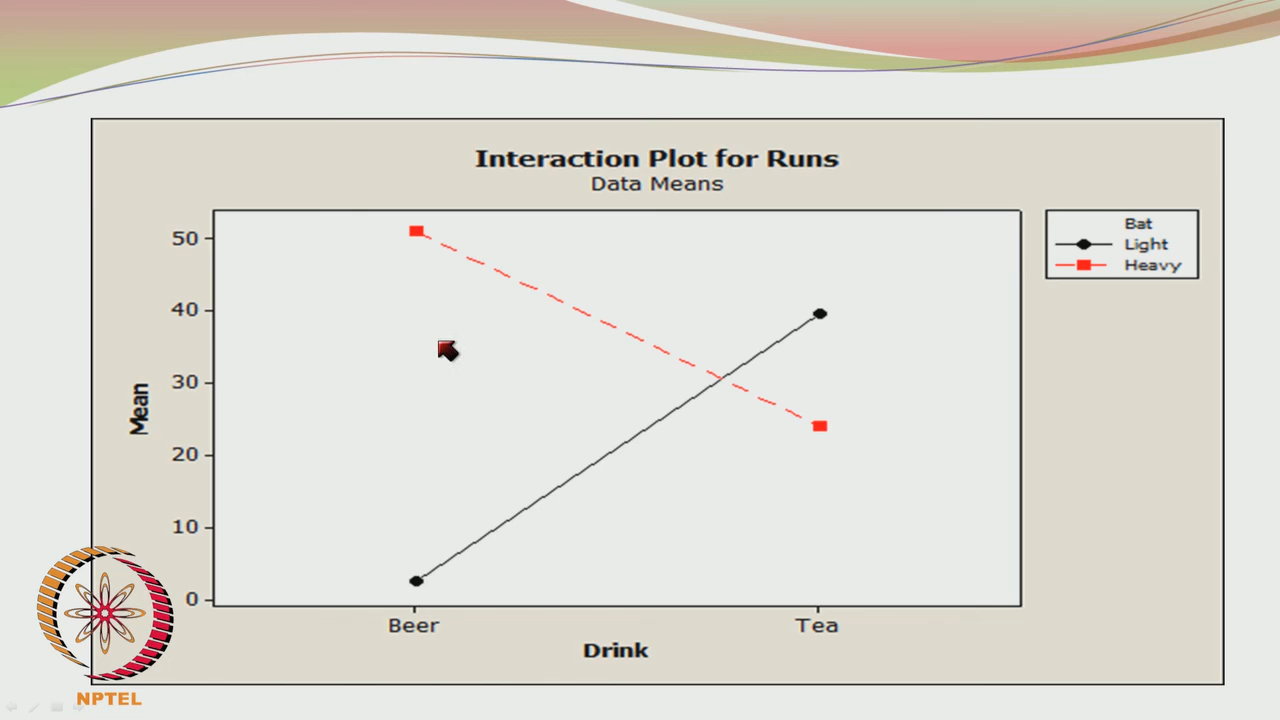 Interaction Plot for Runs
Data Means
Bat
Light
Heavy
50
40
30
20
10
0
Mean
Beer
Tea
Drink
NPTEL